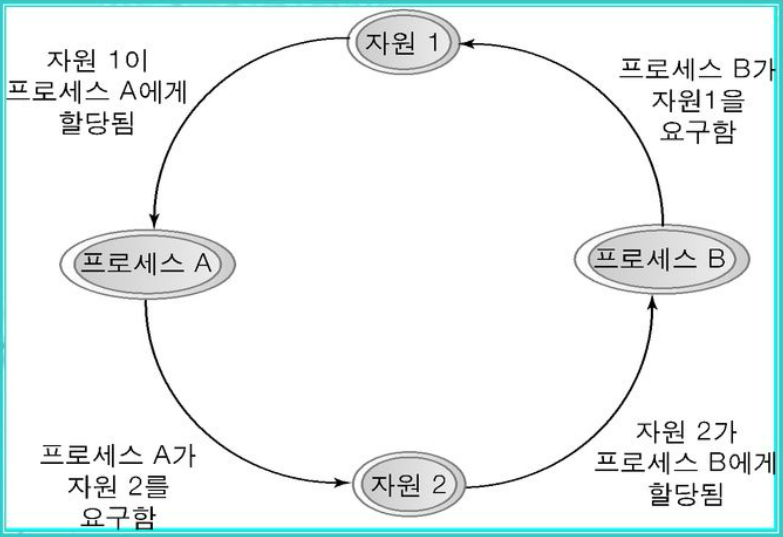 자원 1
자원 1이
프로세스 A에게
할당됨
프로세스 B가
자원1을
요구함
프로세스 A
프로세스 B
프로세스 A가
자원 2를
요구함
자원 2
자원 2가
프로세스 B에게
할당됨